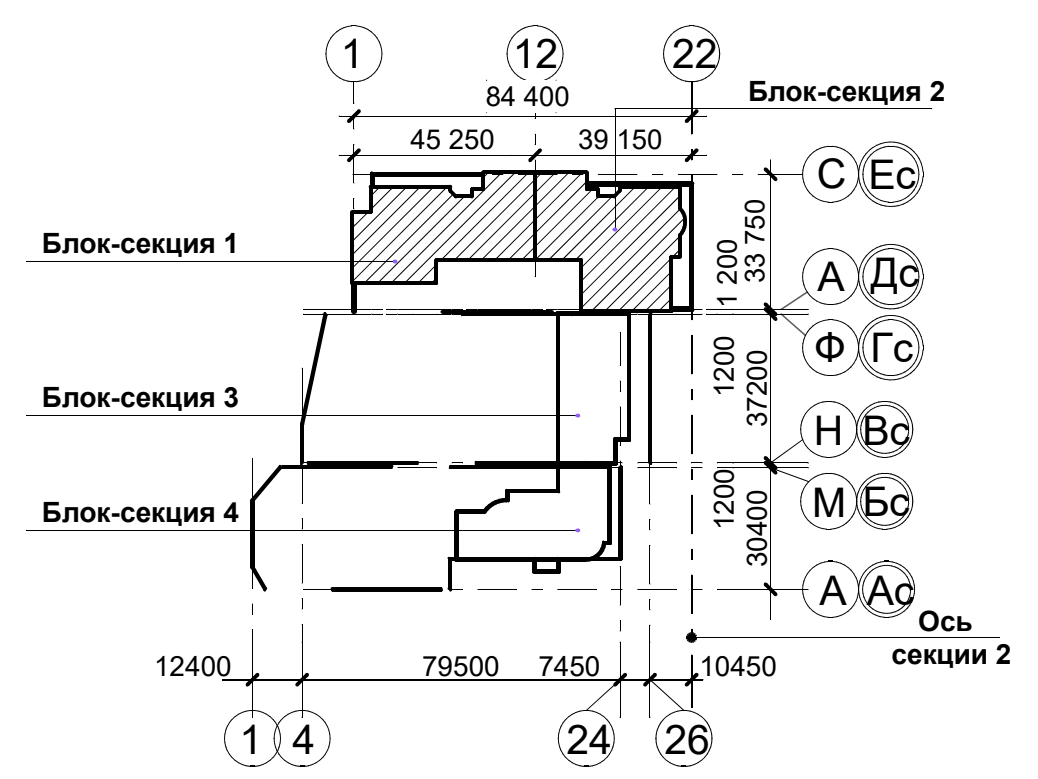 1 12 22
84 400
Блок-секция 2
45 250 39 150
С Ес
33 750
Блок-секция 1
1 200
А Дс
Ф Гс
1200
37200
Блок-секция 3
Н Вс
М Бс
1200
Блок-секция 4
30400
А Ас
Ось
секции 2
12400 79500 7450 10450
1 4 24 26